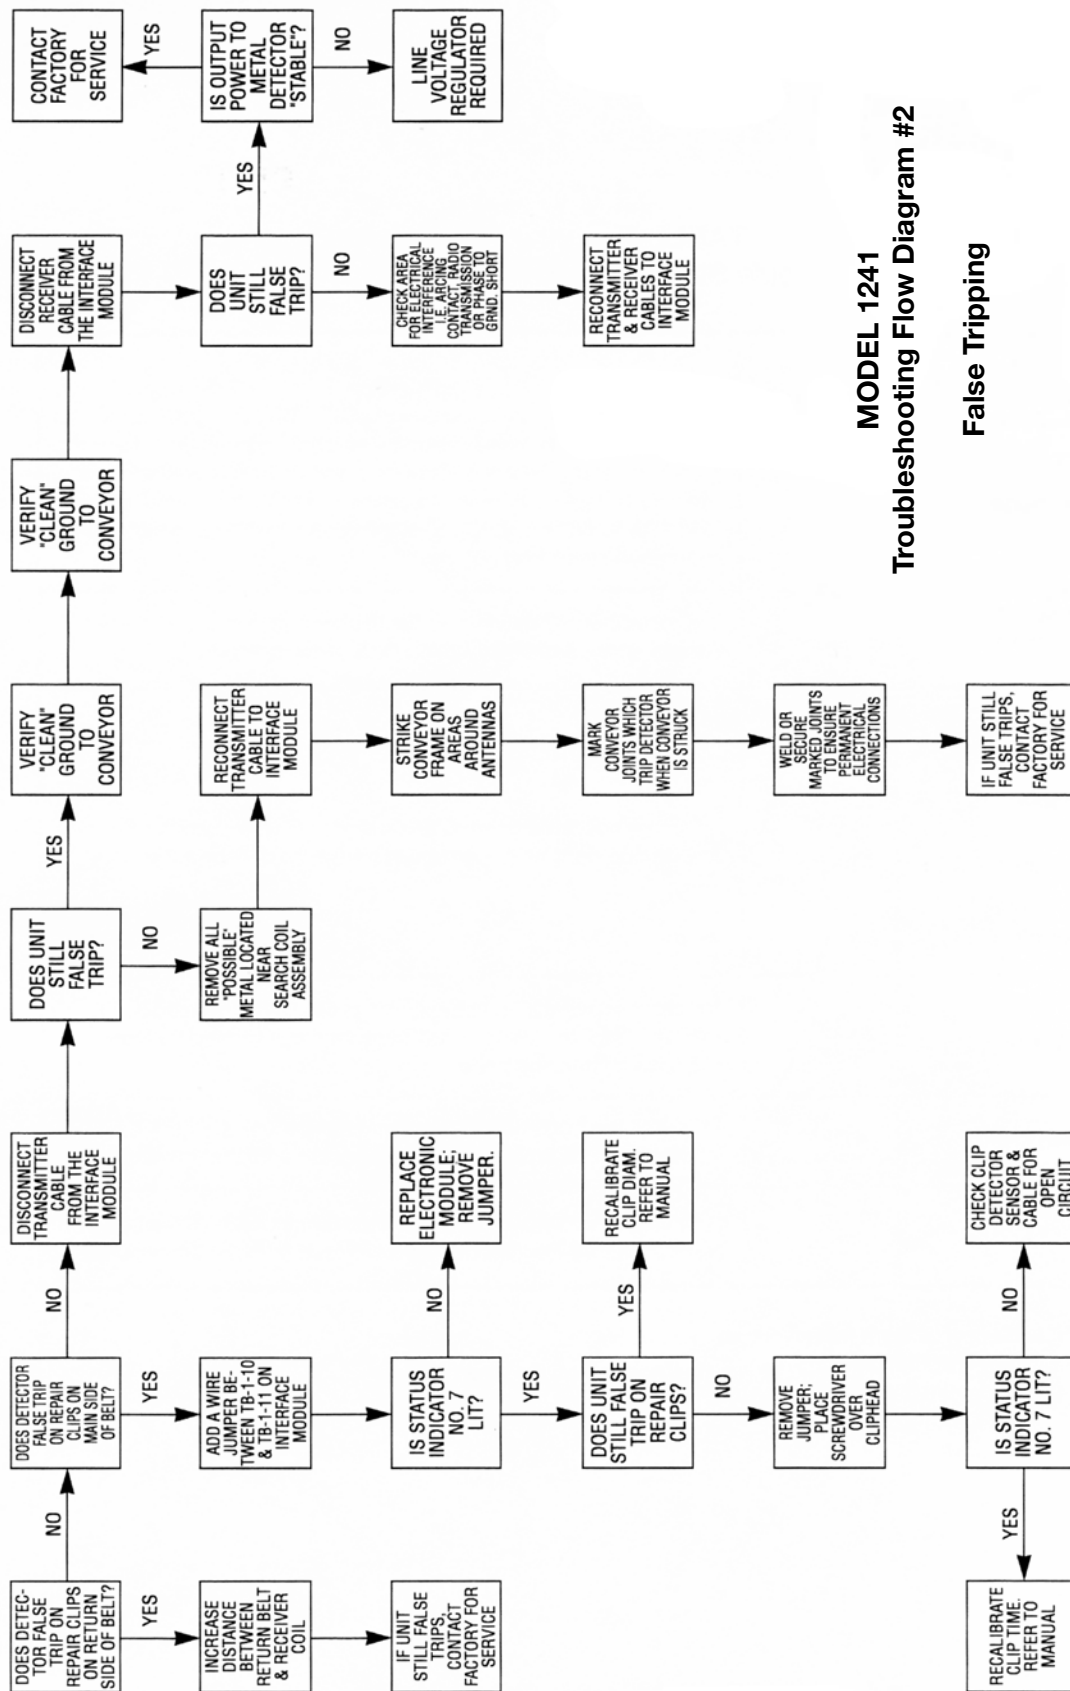 DOES DETEC-
TOR FALSE
TRIP ON
REPAIR CLIPS
ON RETURN
SIDE OF BELT?
NO
YES
INCREASE
DISTANCE
BETWEEN
RETURN BELT
& RECEIVER
COIL
IF UNIT
STILL FALSE
TRIPS,
CONTACT
FACTORY FOR
SERVICE
DOES DETECTOR
FALSE TRIP
ON REPAIR
CLIPS ON
MAIN SIDE
OF BELT?
NO
YES
ADD A WIRE
JUMPER BE-
TWEEN TB-1-10
& TB-1-11 ON
INTERFACE
MODULE
IS STATUS
INDICATOR
NO. 7
LIT?
NO
REPLACE
ELECTRONIC
MODULE;
REMOVE
JUMPER.
YES
DOES UNIT
STILL FALSE
TRIP ON
REPAIR
CLIPS?
YES
RECALIBRATE
CLIP DIAM.
REFER TO
MANUAL
NO
REMOVE
JUMPER;
PLACE
SCREWDRIVER
OVER
CLIPHEAD
IS STATUS
INDICATOR
NO. 7 LIT?
NO
CHECK CLIP
DETECTOR
SENSOR &
CABLE FOR
OPEN
CIRCUIT
YES
RECALIBRATE
CLIP TIME.
REFER TO
MANUAL
DISCONNECT
TRANSMITTER
CABLE
FROM THE
INTERFACE
MODULE
DOES UNIT
STILL
FALSE
TRIP?
YES
NO
REMOVE ALL
"POSSIBLE"
METAL LOCATED
NEAR
SEARCH COIL
ASSEMBLY
RECONNECT
TRANSMITTER
CABLE TO
INTERFACE
MODULE
STRIKE
CONVEYOR
FRAME ON
AREAS
AROUND
ANTENNAS
MARK
CONVEYOR
JOINTS WHICH
TRIP DETECTOR
WHEN CONVEYOR
IS STRUCK
WELD OR
SECURE
MARKED JOINTS
TO ENSURE
PERMANENT
ELECTRICAL
CONNECTIONS
IF UNIT STILL
FALSE TRIPS,
CONTACT
FACTORY FOR
SERVICE
VERIFY
"CLEAN"
GROUND
TO
CONVEYOR
VERIFY
"CLEAN"
GROUND
TO
CONVEYOR
DISCONNECT
RECEIVER
CABLE FROM
THE INTERFACE
MODULE
DOES
UNIT
STILL
FALSE
TRIP?
YES
NO
CHECK AREA
FOR ELECTRICAL
INTERFERENCE
I.E. ARCING
CONTACT, RADIO
TRANSMISSION
OR PHASE TO
GRND. SHORT
RECONNECT
TRANSMITTER
& RECEIVER
CABLES TO
INTERFACE
MODULE
IS OUTPUT
POWER TO
METAL
DETECTOR
"STABLE"?
YES
CONTACT
FACTORY
FOR
SERVICE
NO
LINE
VOLTAGE
REGULATOR
REQUIRED
MODEL 1241
Troubleshooting Flow Diagram #2
False Tripping